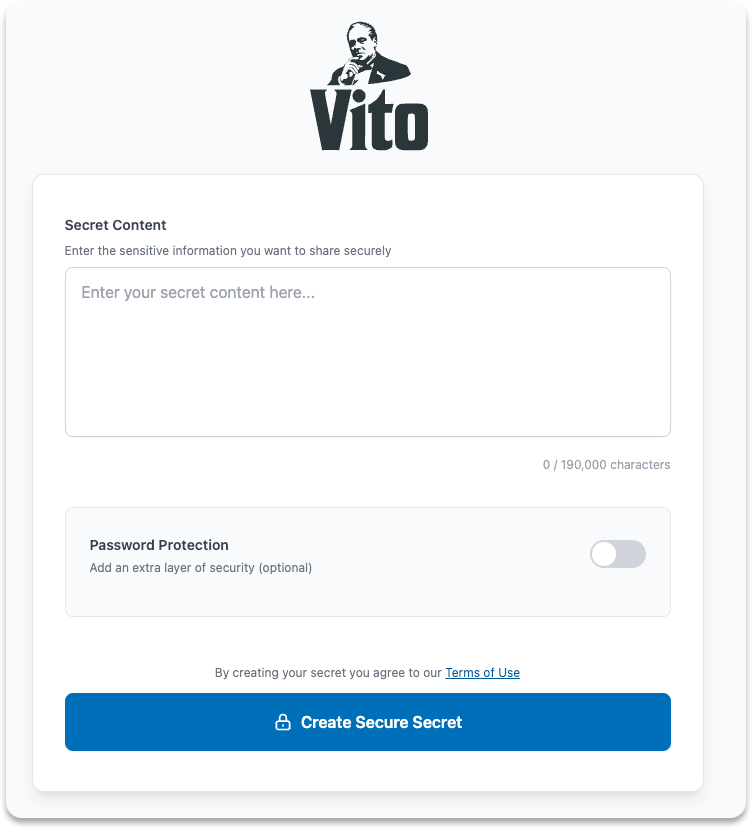 Vito
Secret Content
Enter the sensitive information you want to share securely
Enter your secret content here...
0 / 190,000 characters
Password Protection
Add an extra layer of security (optional)
By creating your secret you agree to our Terms of Use
Create Secure Secret